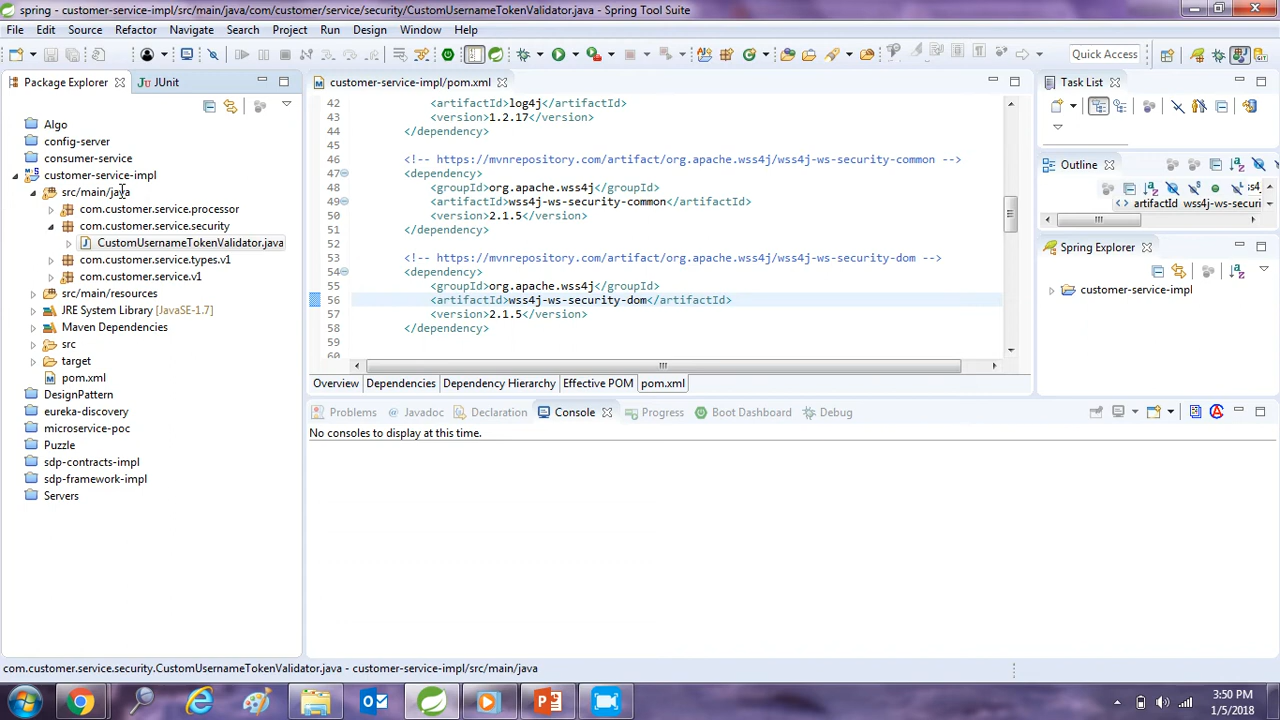 spring - customer-service-impl/src/main/java/com/customer/service/security/CustomUsernameTokenValidator.java - Spring Tool Suite
File Edit Source Refactor Navigate Search Project Run Design Window Help
Quick Access
Package Explorer
JUnit
Algo
config-server
consumer-service
customer-service-impl
src/main/java
com.customer.service.processor
com.customer.service.security
CustomUsernameTokenValidator.java
com.customer.service.types.v1
com.customer.service.v1
src/main/resources
JRE System Library [JavaSE-1.7]
Maven Dependencies
src
target
pom.xml
DesignPattern
eureka-discovery
microservice-poc
Puzzle
sdp-contracts-impl
sdp-framework-impl
Servers
customer-service-impl/pom.xml
42 <artifactId>log4j</artifactId>
43 <version>1.2.17</version>
44 </dependency>
45
46 <!-- https://mvnrepository.com/artifact/org.apache.wss4j/wss4j-ws-security-common -->
47 <dependency>
48 <groupId>org.apache.wss4j</groupId>
49 <artifactId>wss4j-ws-security-common</artifactId>
50 <version>2.1.5</version>
51 </dependency>
52
53 <!-- https://mvnrepository.com/artifact/org.apache.wss4j/wss4j-ws-security-dom -->
54 <dependency>
55 <groupId>org.apache.wss4j</groupId>
56 <artifactId>wss4j-ws-security-dom</artifactId>
57 <version>2.1.5</version>
58 </dependency>
59
60
Overview Dependencies Dependency Hierarchy Effective POM pom.xml
Problems Javadoc Declaration Console Progress Boot Dashboard Debug
No consoles to display at this time.
Task List
Outline
is4
artifactId wss4j-ws-securi
Spring Explorer
customer-service-impl
com.customer.service.security.CustomUsernameTokenValidator.java - customer-service-impl/src/main/java
3:50 PM
1/5/2018